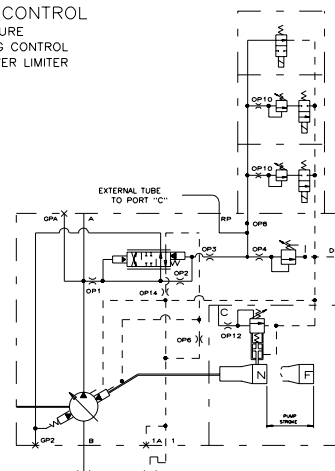 CONTROL
URE
G CONTROL
ER LIMITER
OP10
OP10
EXTERNAL TUBE
TO PORT "C"
GPA
A
RP
OP8
OP3
OP4
D
OP1
OP2
OP14
C
OP6
OP12
N
F
PUMP
STROKE
GP2
B
1A
1